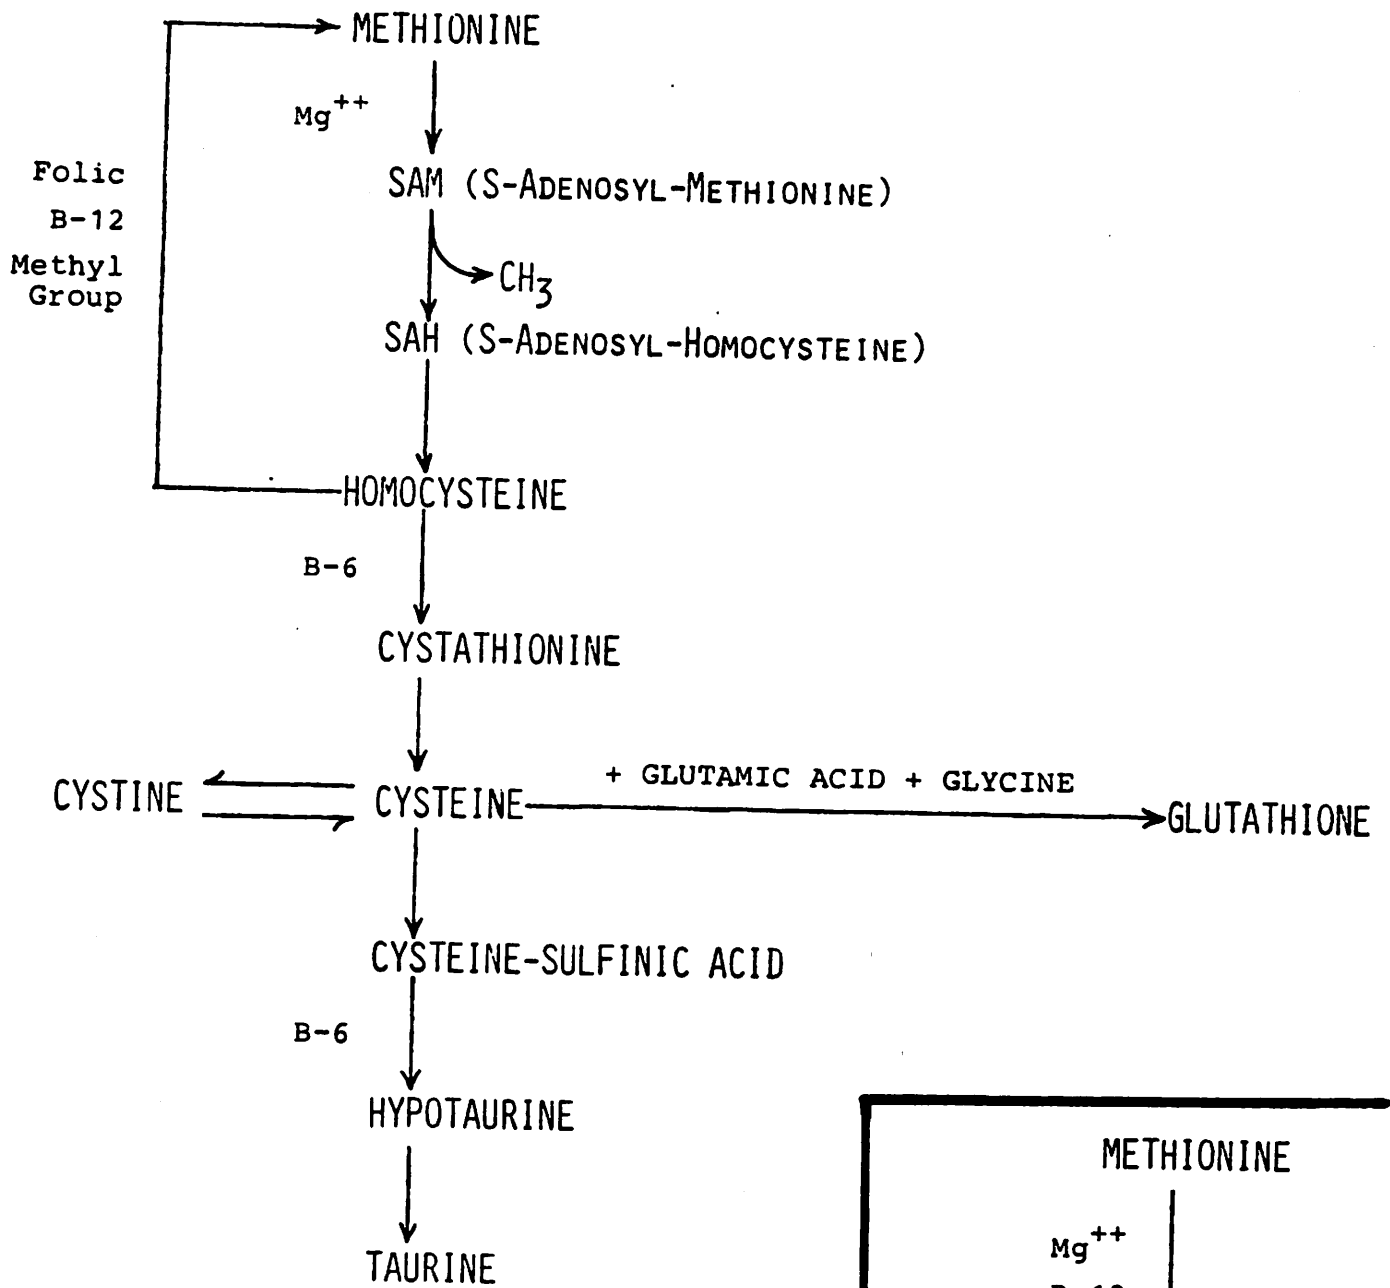 METHIONINE
Mg++
Folic
B-12
Methyl
Group
SAM (S-ADENOSYL-METHIONINE)
CH3
SAH (S-ADENOSYL-HOMOCYSTEINE)
HOMOCYSTEINE
B-6
CYSTATHIONINE
+ GLUTAMIC ACID + GLYCINE
CYSTINE
CYSTEINE
GLUTATHIONE
CYSTEINE-SULFINIC ACID
B-6
HYPOTAURINE
TAURINE
METHIONINE
Mg++